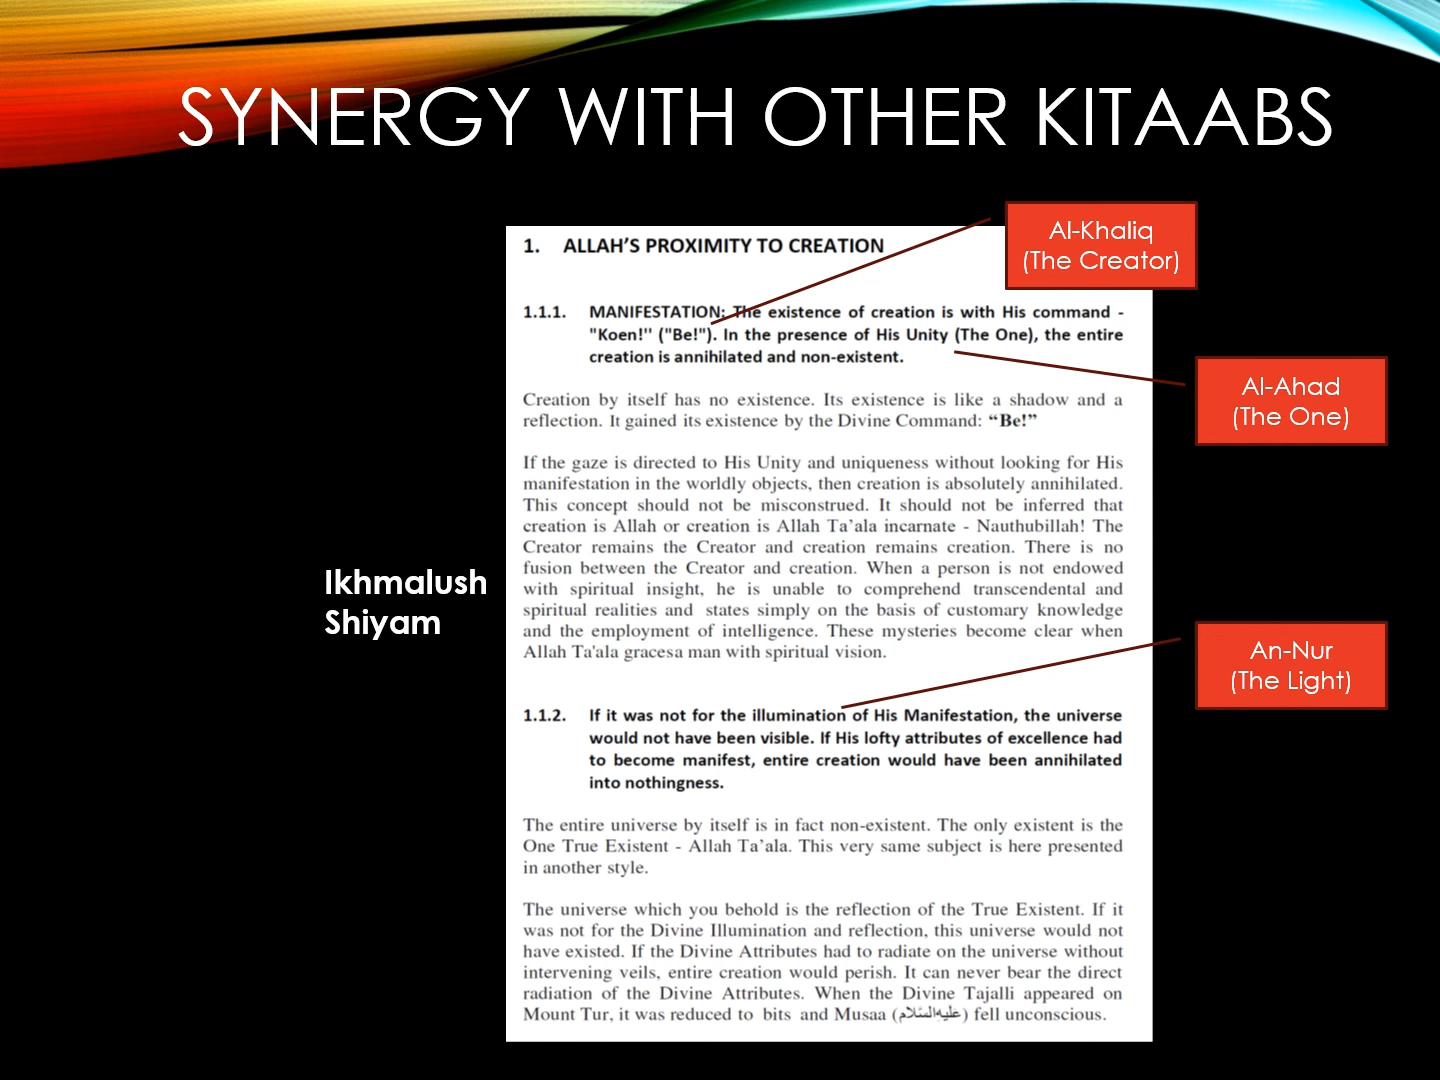 SYNERGY WITH OTHER KITAABS
Al-Khaliq
(The Creator)
1. ALLAH’S PROXIMITY TO CREATION
1.1.1. MANIFESTATION: The existence of creation is with His command -
"Koen!'' ("Be!"). In the presence of His Unity (The One), the entire
creation is annihilated and non-existent.
Al-Ahad
(The One)
Creation by itself has no existence. Its existence is like a shadow and a
reflection. It gained its existence by the Divine Command: “Be!”
If the gaze is directed to His Unity and uniqueness without looking for His
manifestation in the worldly objects, then creation is absolutely annihilated.
This concept should not be misconstrued. It should not be inferred that
creation is Allah or creation is Allah Ta’ala incarnate - Nauthubillah! The
Creator remains the Creator and creation remains creation. There is no
fusion between the Creator and creation. When a person is not endowed
with spiritual insight, he is unable to comprehend transcendental and
spiritual realities and states simply on the basis of customary knowledge
and the employment of intelligence. These mysteries become clear when
Allah Ta'ala gracesa man with spiritual vision.
Ikhmalush
Shiyam
An-Nur
(The Light)
1.1.2. If it was not for the illumination of His Manifestation, the universe
would not have been visible. If His lofty attributes of excellence had
to become manifest, entire creation would have been annihilated
into nothingness.
The entire universe by itself is in fact non-existent. The only existent is the
One True Existent - Allah Ta’ala. This very same subject is here presented
in another style.
The universe which you behold is the reflection of the True Existent. If it
was not for the Divine Illumination and reflection, this universe would not
have existed. If the Divine Attributes had to radiate on the universe without
intervening veils, entire creation would perish. It can never bear the direct
radiation of the Divine Attributes. When the Divine Tajalli appeared on
Mount Tur, it was reduced to bits and Musaa (عليه السّلام) fell unconscious.